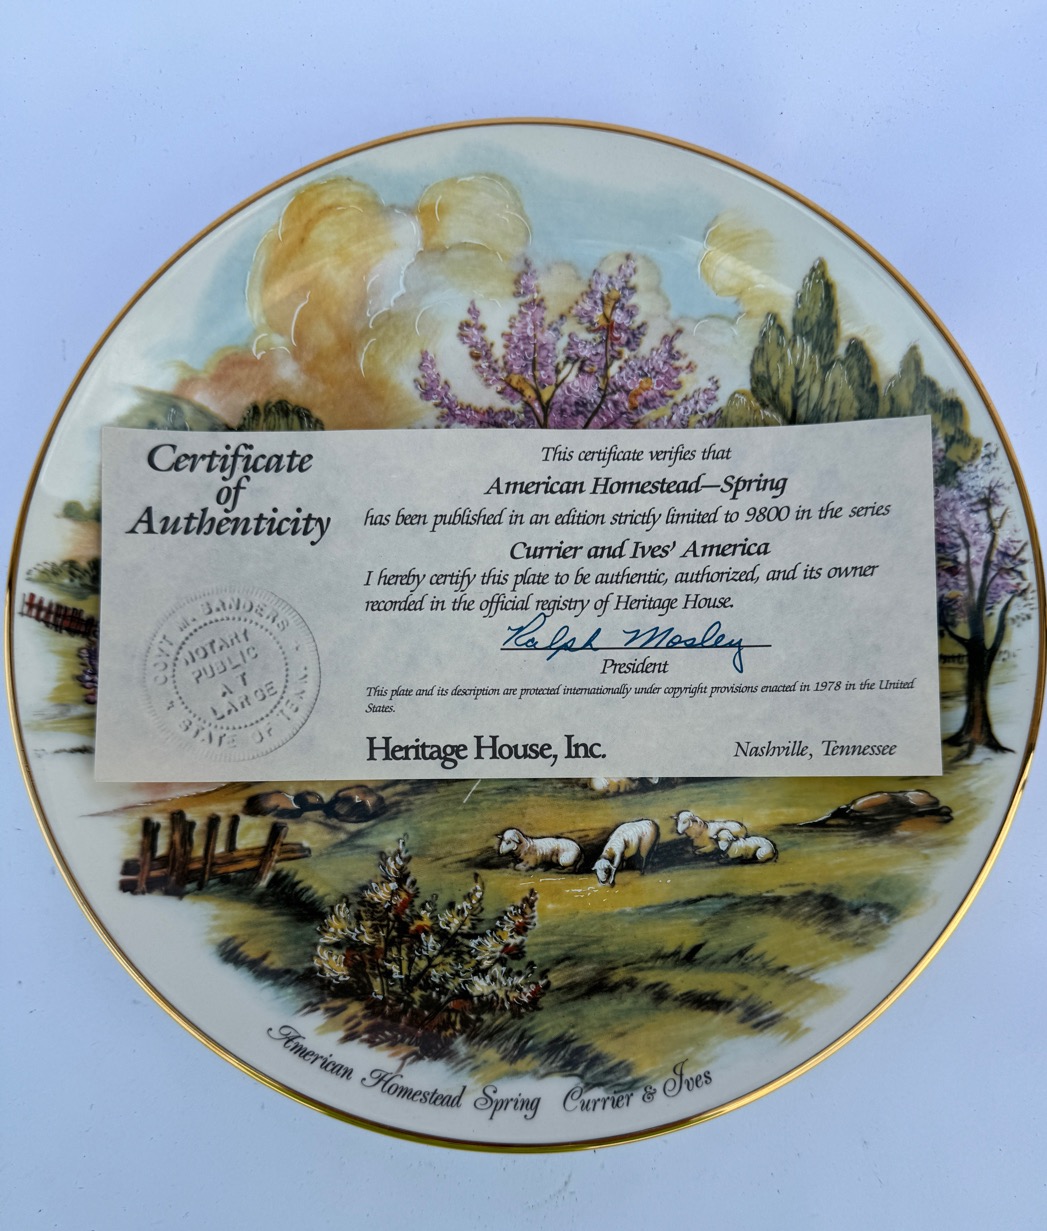 Certificate
of
Authenticity
This certificate verifies that
American Homestead—Spring
has been published in an edition strictly limited to 9800 in the series
Currier and Ives' America
I hereby certify this plate to be authentic, authorized, and its owner
recorded in the official registry of Heritage House.
Ralph Mosley
President
This plate and its description are protected internationally under copyright provisions enacted in 1978 in the United
States.
Heritage House, Inc.
Nashville, Tennessee
M. SANDERS
NOTARY
PUBLIC
AT
LARGE
STATE OF TENN.
American Homestead Spring Currier & Ives